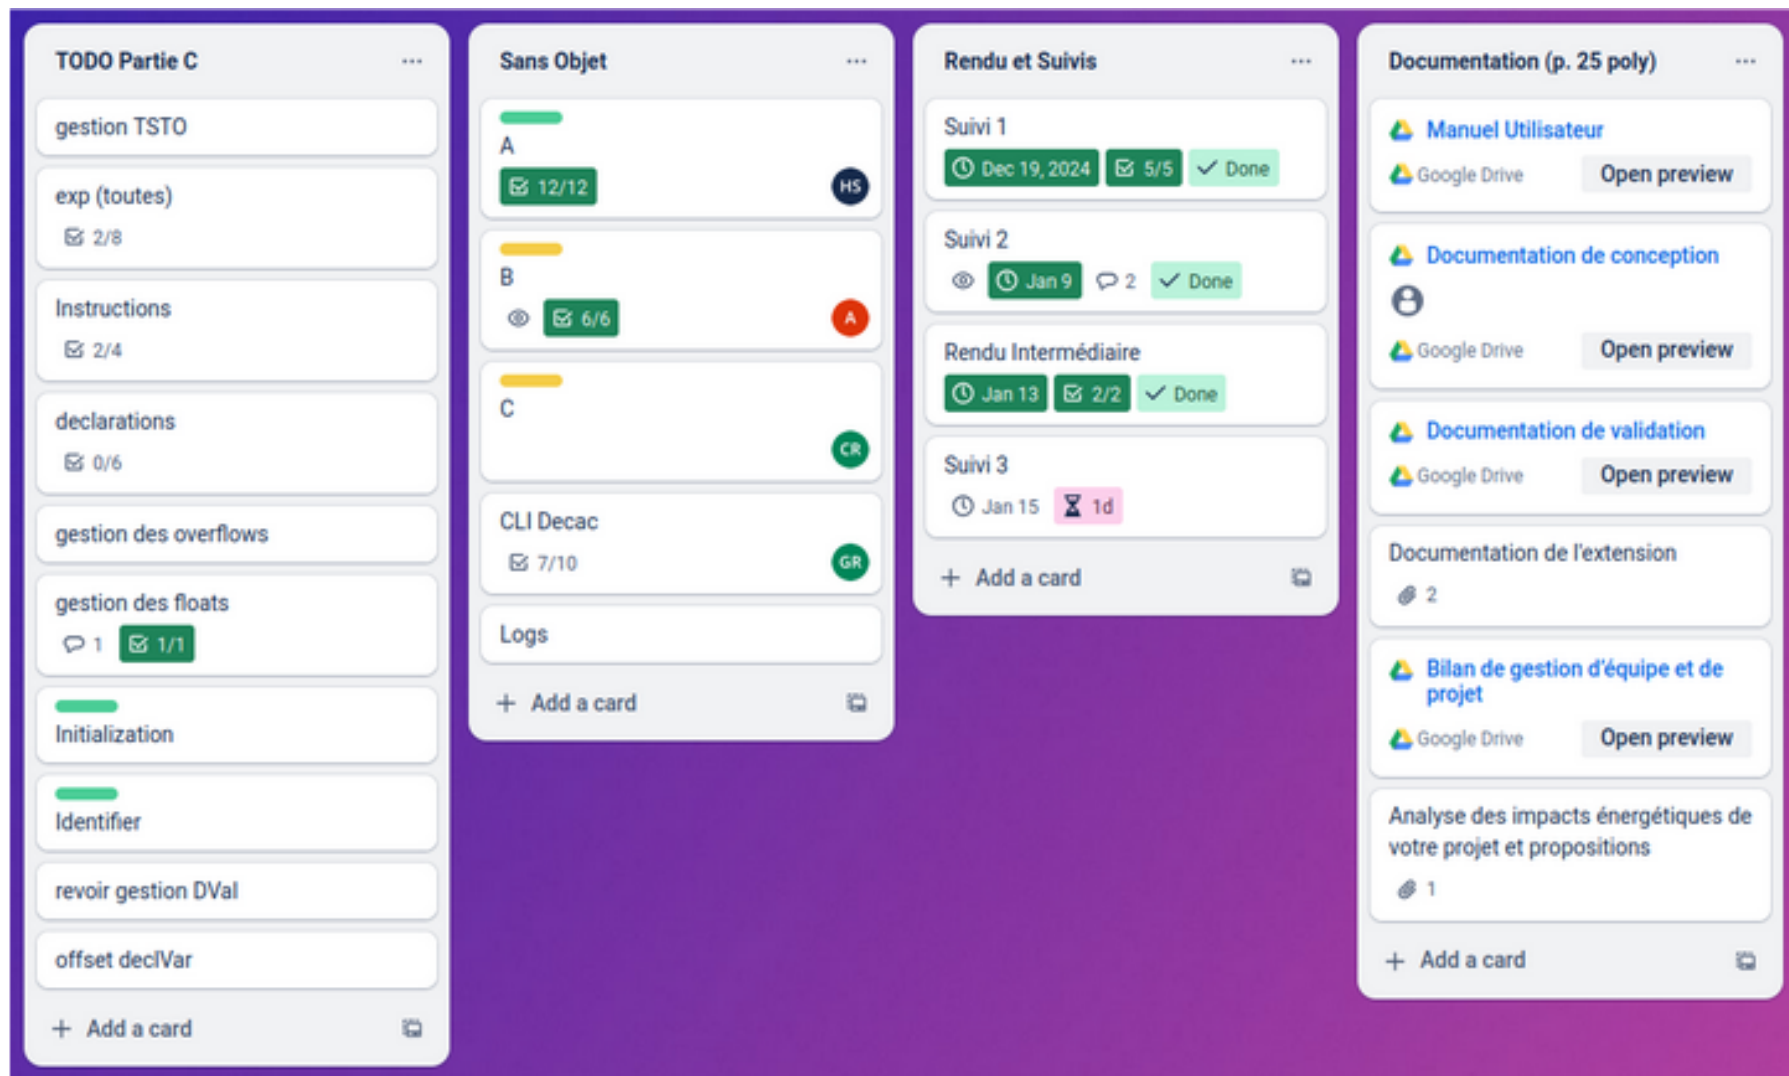 TODO Partie C
gestion TSTO
exp (toutes)
2/8
Instructions
2/4
declarations
0/6
gestion des overflows
gestion des floats
1 1/1
Initialization
Identifier
revoir gestion DVal
offset declVar
+ Add a card
Sans Objet
A
12/12 HS
B
6/6 A
C
CR
CLI Decac
7/10 GR
Logs
+ Add a card
Rendu et Suivis
Suivi 1
Dec 19, 2024 5/5 Done
Suivi 2
Jan 9 2 Done
Rendu Intermédiaire
Jan 13 2/2 Done
Suivi 3
Jan 15 1d
+ Add a card
Documentation (p. 25 poly)
Manuel Utilisateur
Google Drive Open preview
Documentation de conception
Google Drive Open preview
Documentation de validation
Google Drive Open preview
Documentation de l'extension
2
Bilan de gestion d'équipe et de
projet
Google Drive Open preview
Analyse des impacts énergétiques de
votre projet et propositions
1
+ Add a card